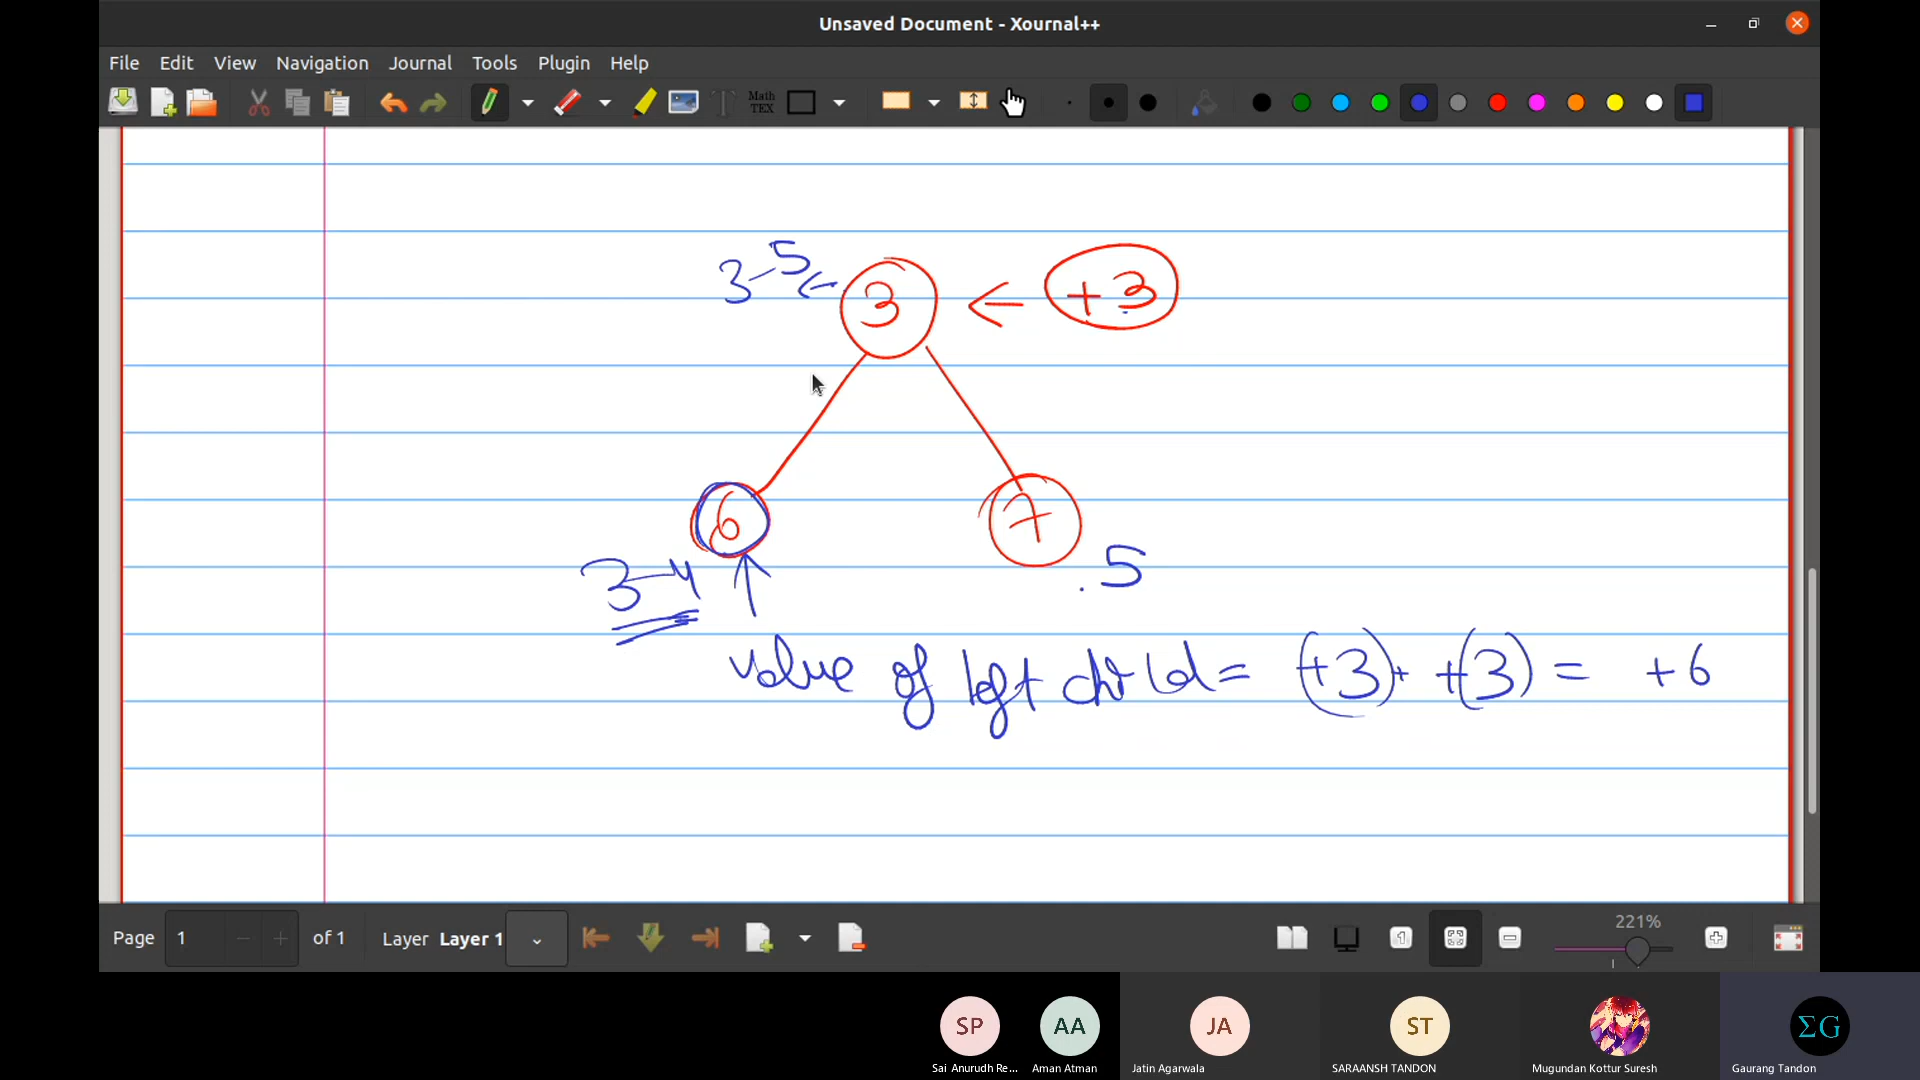 Unsaved Document - Xournal++
File Edit View Navigation Journal Tools Plugin Help
Math TEX
3-5 ← 3 ← +3
6 7
3-4 5
value of left child = (+3)+ +(3) = +6
Page 1 of 1 Layer Layer 1 221%
SP AA JA ST ΣG
Sai Anurudh Re... Aman Atman Jatin Agarwala SARAANSH TANDON Mugundan Kottur Suresh Gaurang Tandon